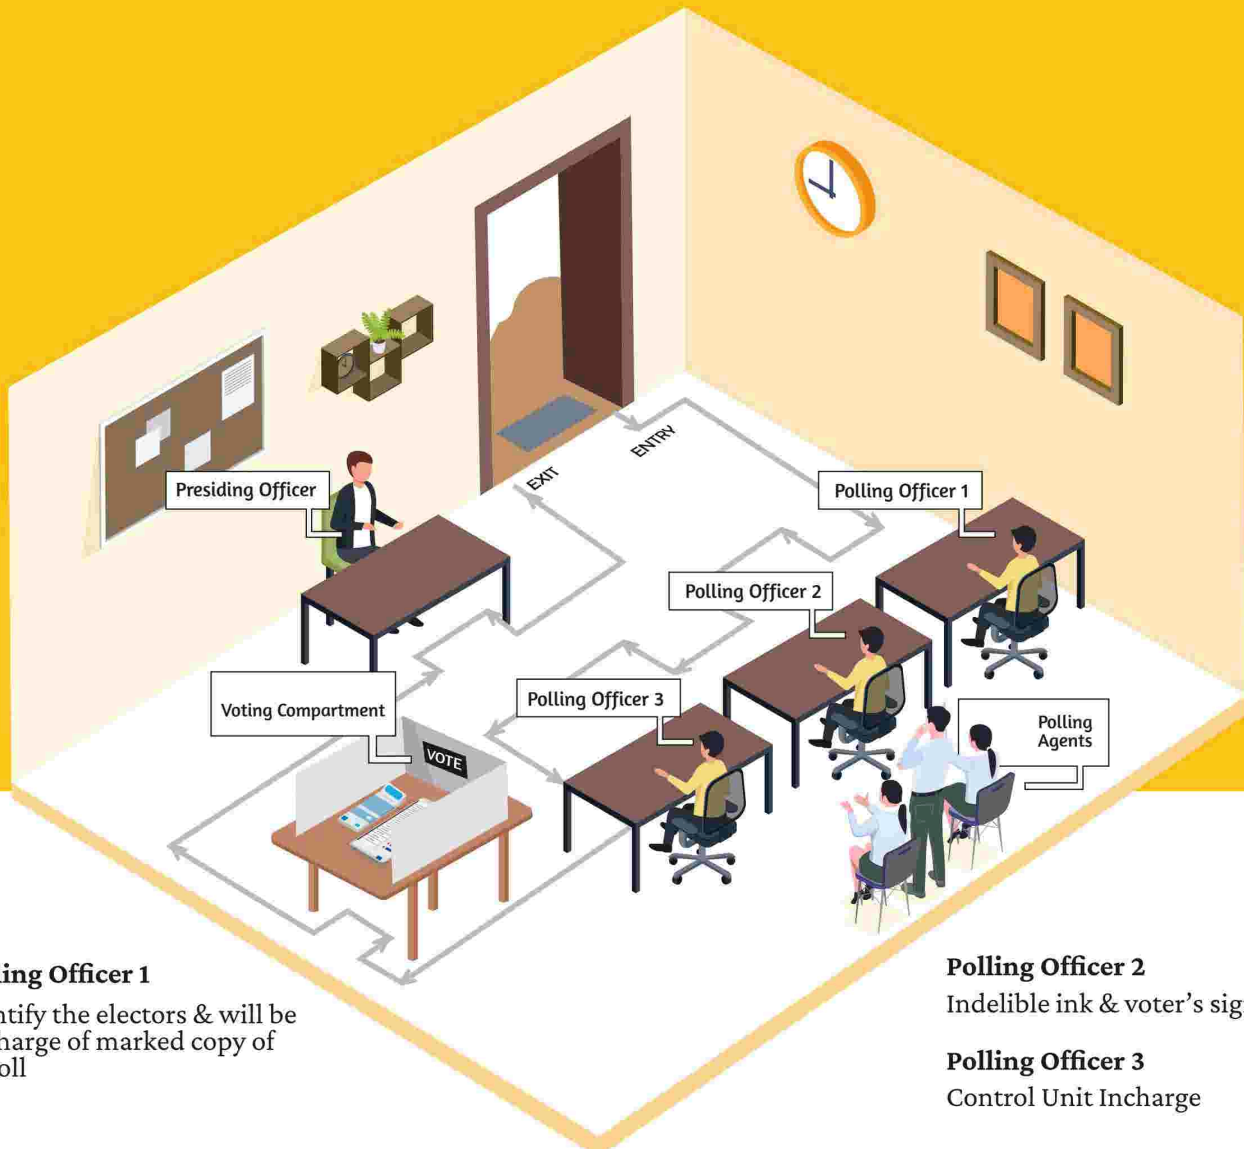 ENTRY
EXIT
Presiding Officer
Polling Officer 1
Polling Officer 2
Polling Officer 3
Voting Compartment
VOTE
Polling
Agents
Officer 1
the electors & will be
of marked copy of
Polling Officer 2
Indelible ink & voter's
Polling Officer 3
Control Unit Incharge